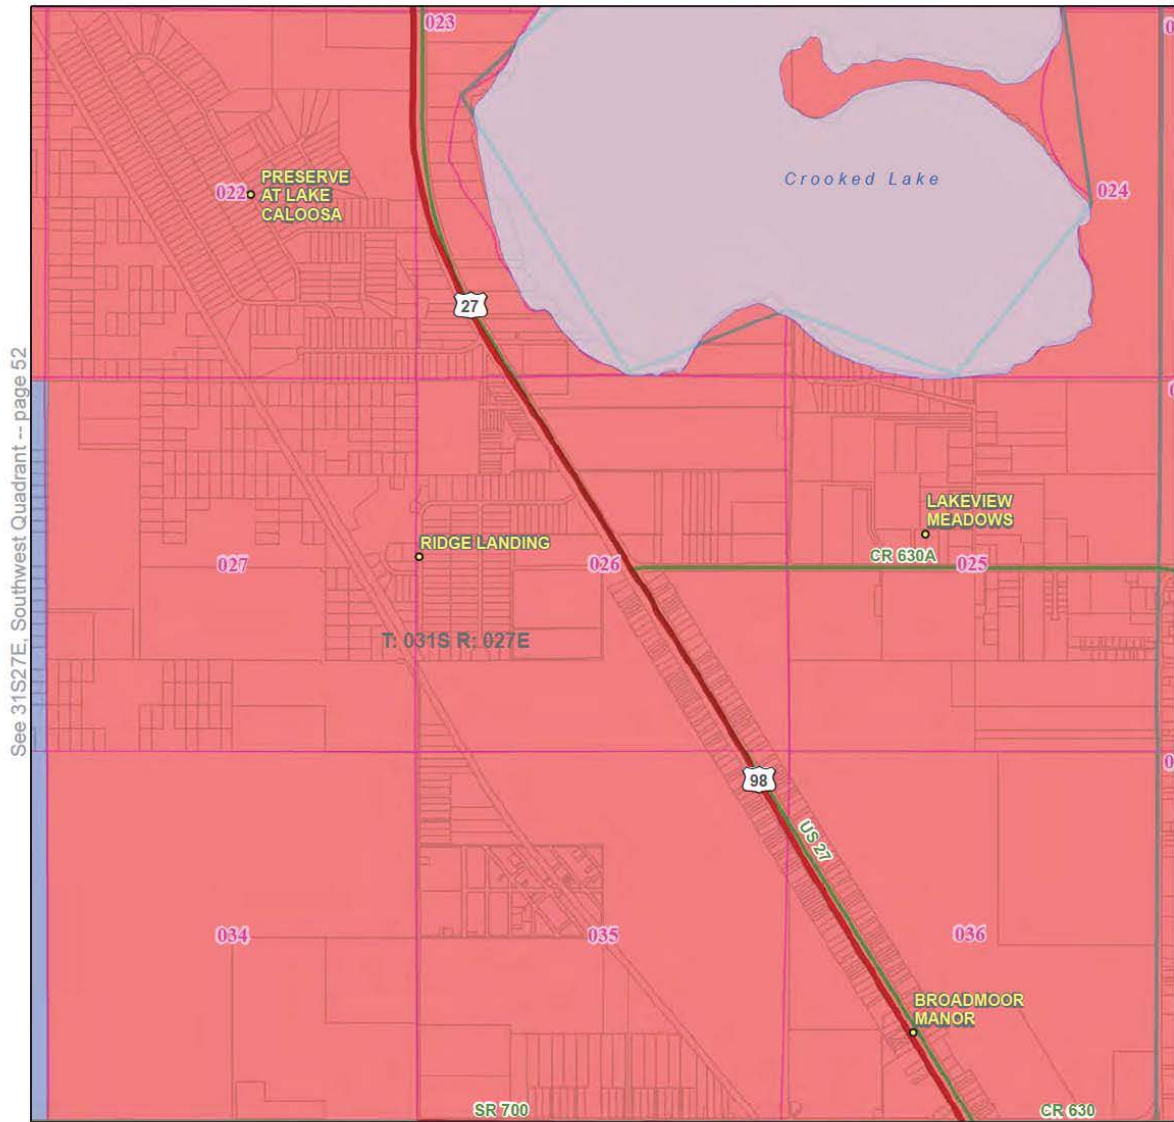 023
PRESERVE
022
AT LAKE
CALOOSA
Crooked Lake
024
27
See 31S27E, Southwest Quadrant -- page 52
LAKEVIEW
MEADOWS
RIDGE LANDING
CR 630A
027
026
025
T: 031S R: 027E
98
US 27
034
035
036
BROADMOOR
MANOR
SR 700
CR 630